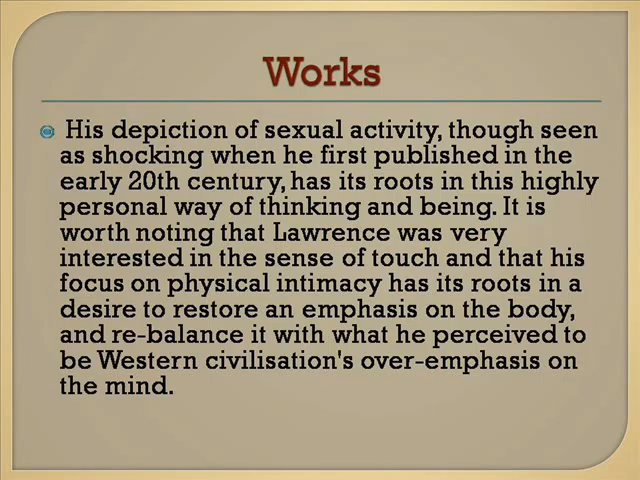 Works
His depiction of sexual activity, though seen
as shocking when he first published in the
early 20th century, has its roots in this highly
personal way of thinking and being. It is
worth noting that Lawrence was very
interested in the sense of touch and that his
focus on physical intimacy has its roots in a
desire to restore an emphasis on the body,
and re-balance it with what he perceived to
be Western civilisation's over-emphasis on
the mind.